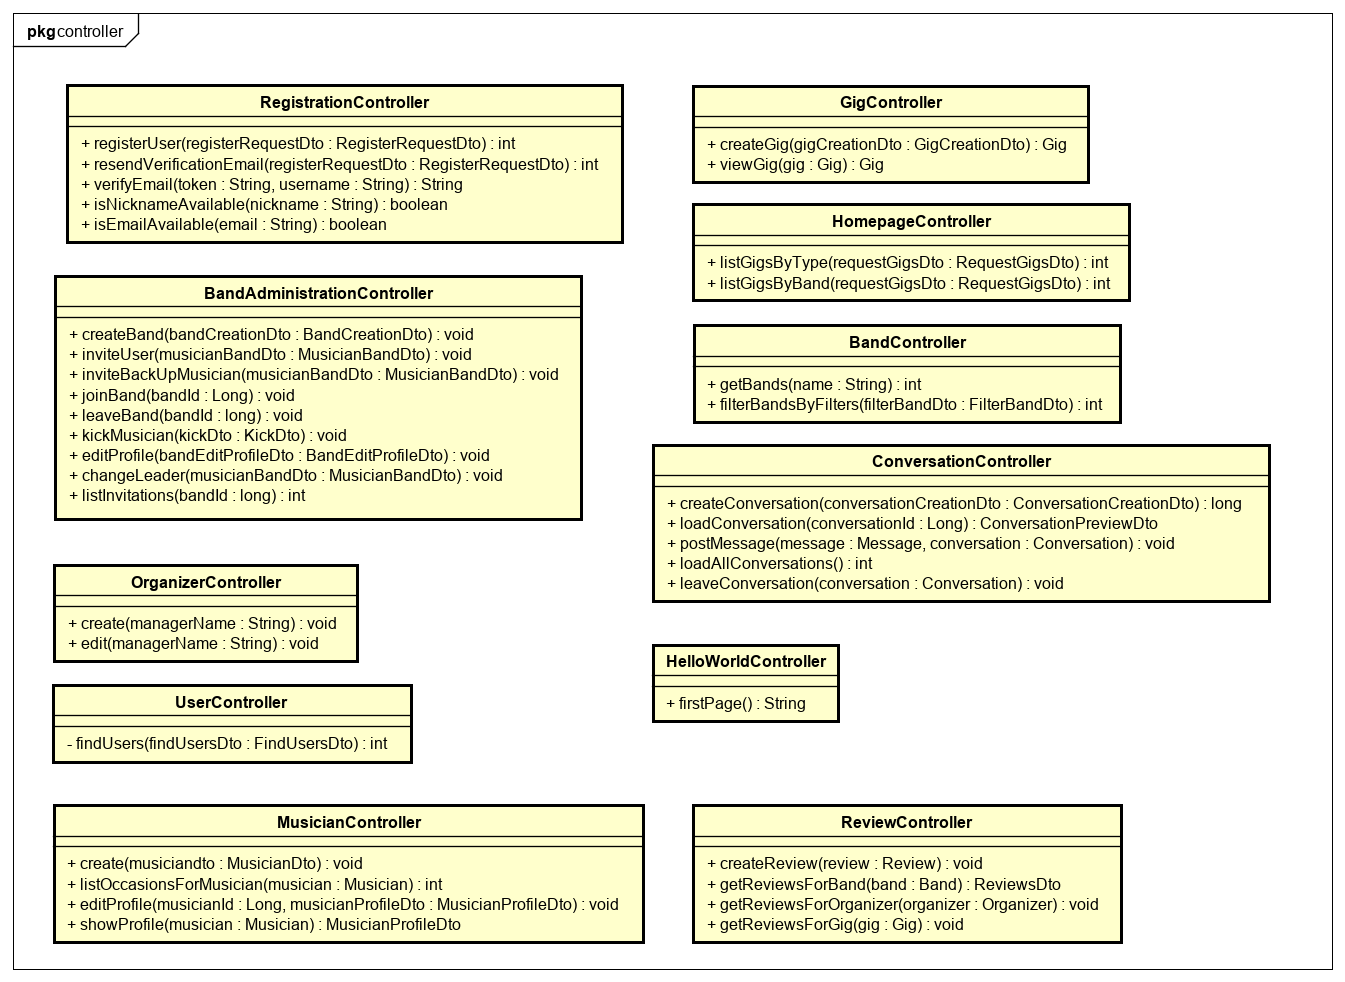 pkg controller
RegistrationController
+ registerUser(registerRequestDto : RegisterRequestDto) : int
+ resendVerificationEmail(registerRequestDto : RegisterRequestDto) : int
+ verifyEmail(token : String, username : String) : String
+ isNicknameAvailable(nickname : String) : boolean
+ isEmailAvailable(email : String) : boolean
GigController
+ createGig(gigCreationDto : GigCreationDto) : Gig
+ viewGig(gig : Gig) : Gig
HomepageController
+ listGigsByType(requestGigsDto : RequestGigsDto) : int
+ listGigsByBand(requestGigsDto : RequestGigsDto) : int
BandAdministrationController
+ createBand(bandCreationDto : BandCreationDto) : void
+ inviteUser(musicianBandDto : MusicianBandDto) : void
+ inviteBackUpMusician(musicianBandDto : MusicianBandDto) : void
+ joinBand(bandId : Long) : void
+ leaveBand(bandId : long) : void
+ kickMusician(kickDto : KickDto) : void
+ editProfile(bandEditProfileDto : BandEditProfileDto) : void
+ changeLeader(musicianBandDto : MusicianBandDto) : void
+ listInvitations(bandId : long) : int
BandController
+ getBands(name : String) : int
+ filterBandsByFilters(filterBandDto : FilterBandDto) : int
ConversationController
+ createConversation(conversationCreationDto : ConversationCreationDto) : long
+ loadConversation(conversationId : Long) : ConversationPreviewDto
+ postMessage(message : Message, conversation : Conversation) : void
+ loadAllConversations() : int
+ leaveConversation(conversation : Conversation) : void
OrganizerController
+ create(managerName : String) : void
+ edit(managerName : String) : void
HelloWorldController
+ firstPage() : String
UserController
- findUsers(findUsersDto : FindUsersDto) : int
MusicianController
+ create(musiciandto : MusicianDto) : void
+ listOccasionsForMusician(musician : Musician) : int
+ editProfile(musicianId : Long, musicianProfileDto : MusicianProfileDto) : void
+ showProfile(musician : Musician) : MusicianProfileDto
ReviewController
+ createReview(review : Review) : void
+ getReviewsForBand(band : Band) : ReviewsDto
+ getReviewsForOrganizer(organizer : Organizer) : void
+ getReviewsForGig(gig : Gig) : void